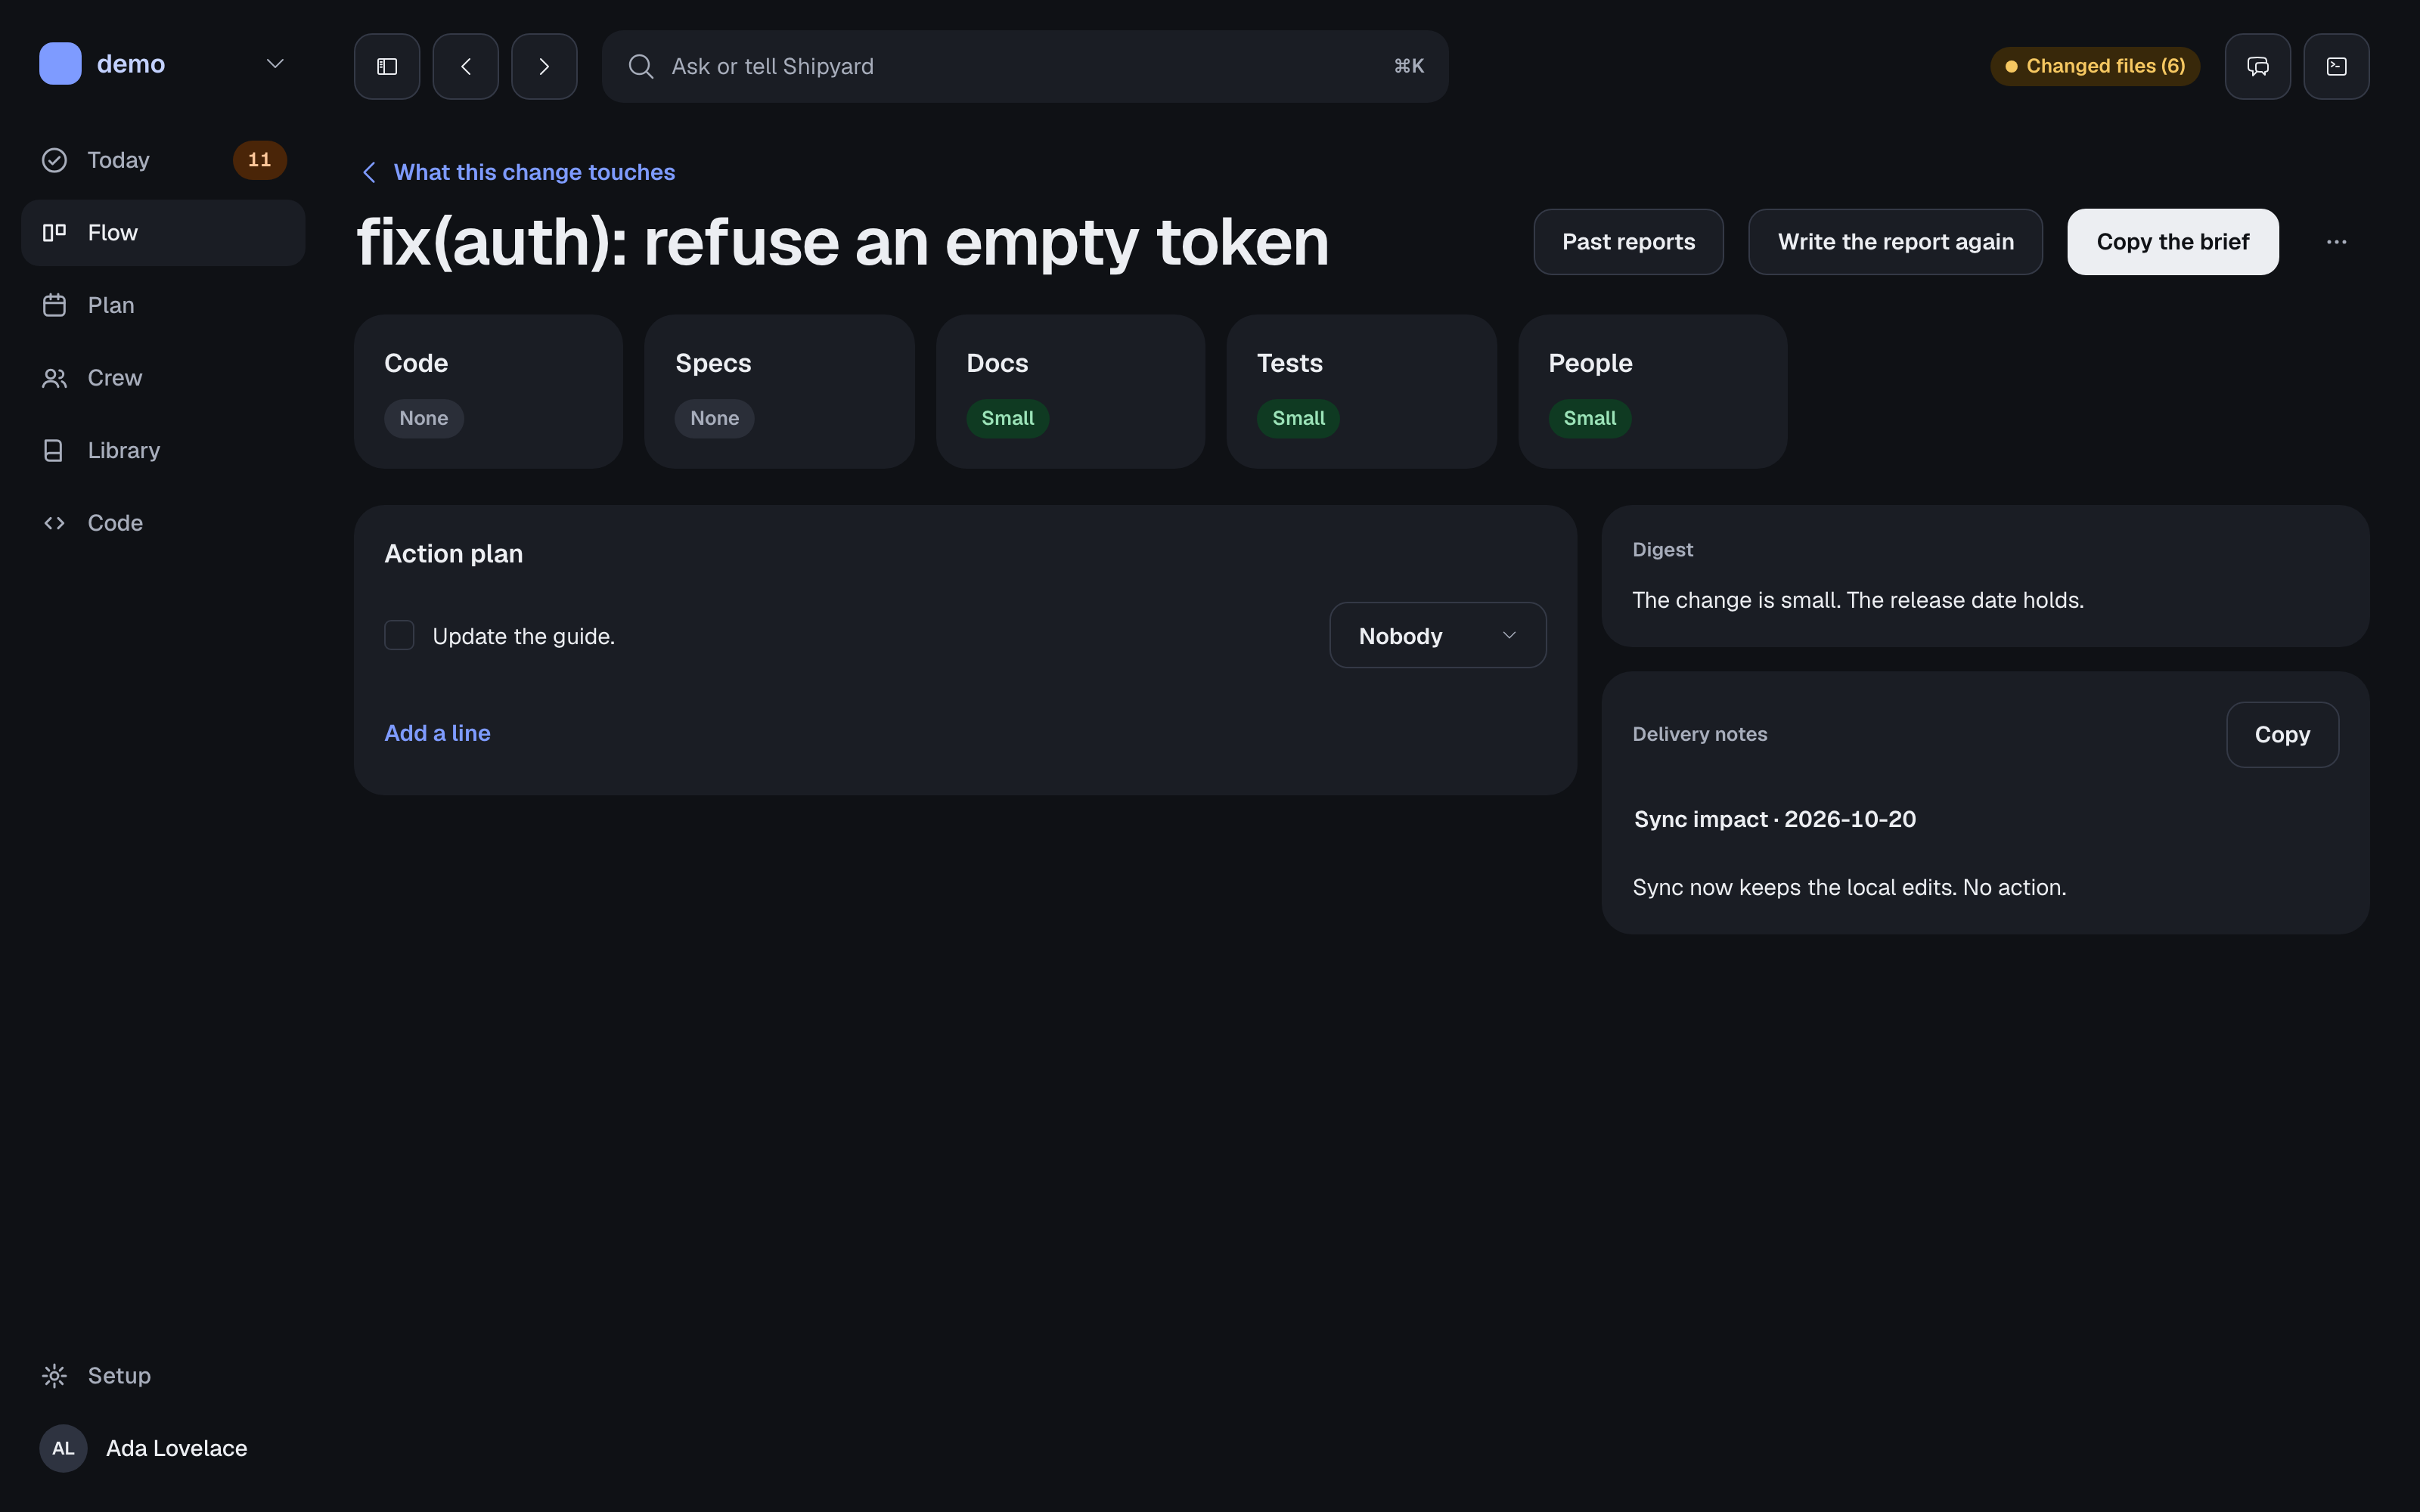 demo
Ask or tell Shipyard
⌘K
Changed files (6)
Today
11
Flow
Plan
Crew
Library
Code
What this change touches
fix(auth): refuse an empty token
Past reports
Write the report again
Copy the brief
Code
None
Specs
None
Docs
Small
Tests
Small
People
Small
Action plan
Update the guide.
Nobody
Add a line
Digest
The change is small. The release date holds.
Delivery notes
Copy
Sync impact · 2026-10-20
Sync now keeps the local edits. No action.
Setup
AL
Ada Lovelace